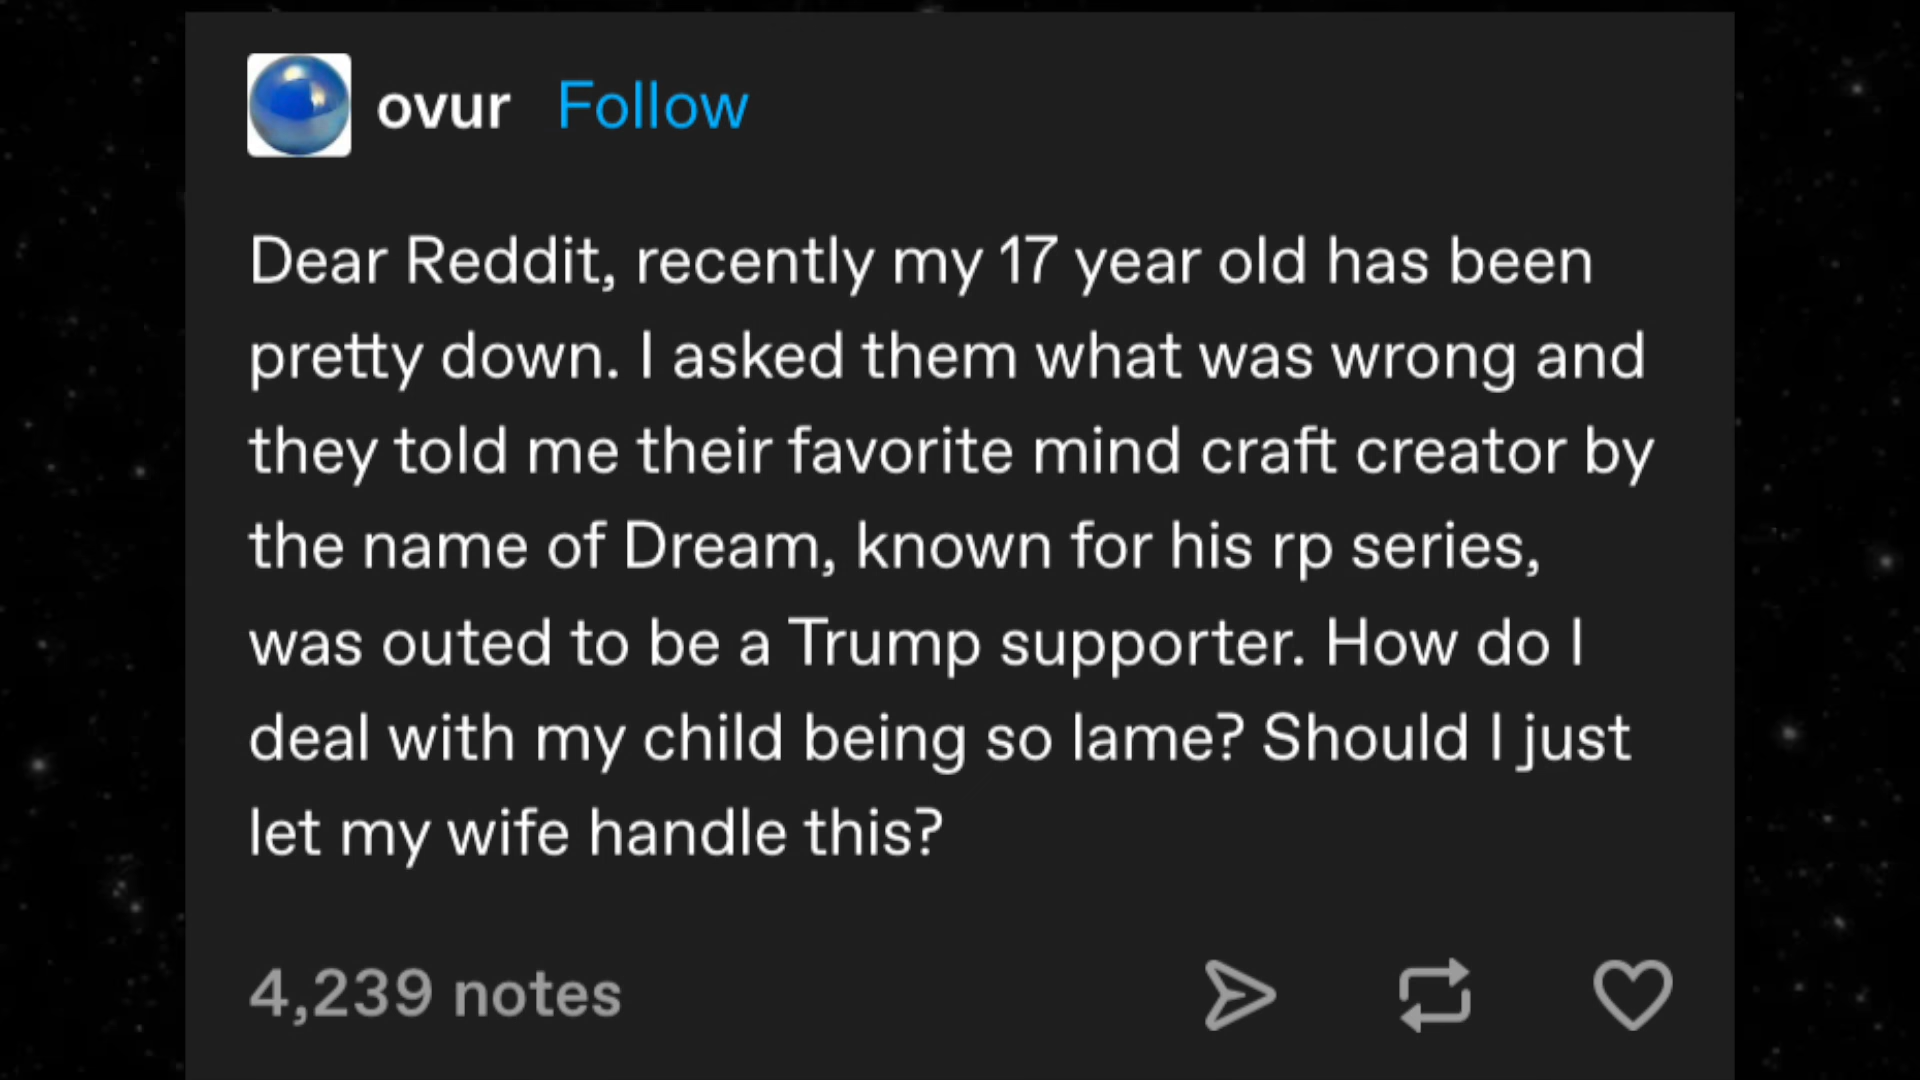 ovur Follow
Dear Reddit, recently my 17 year old has been
pretty down. I asked them what was wrong and
they told me their favorite mind craft creator by
the name of Dream, known for his rp series,
was outed to be a Trump supporter. How do I
deal with my child being so lame? Should I just
let my wife handle this?
4,239 notes